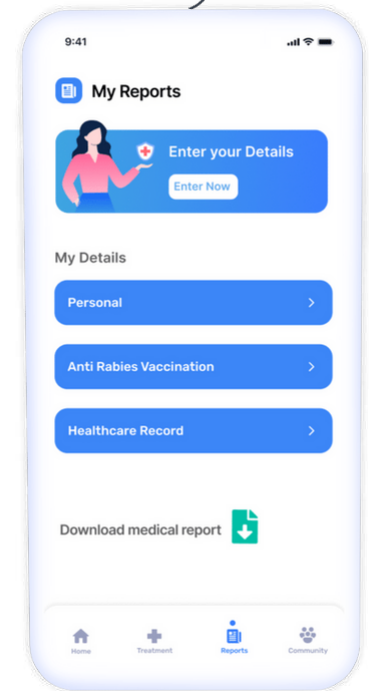 9:41
My Reports
Enter your Details
Enter Now
My Details
Personal
Anti Rabies Vaccination
Healthcare Record
Download medical report
Home
Treatment
Reports
Community